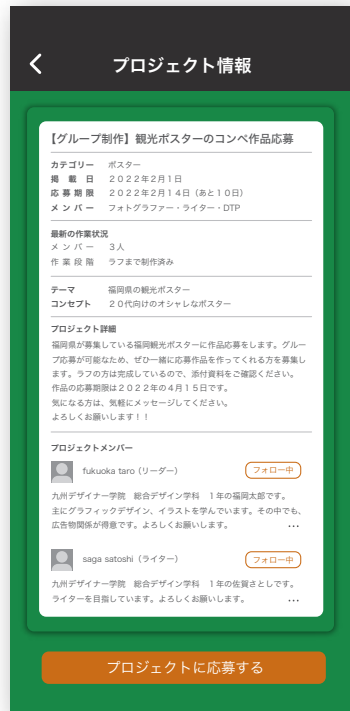 プロジェクト情報
【グループ制作】観光ポスターのコンペ作品応募
カテゴリー ポスター
掲載日 2022年2月1日
応募期限 2022年2月14日（あと10日）
メンバー フォトグラファー・ライター・DTP
最新の作業状況
メンバー 3人
作業段階 ラフまで制作済み
テーマ 福岡県の観光ポスター
コンセプト 20代向けのオシャレなポスター
プロジェクト詳細
福岡県が募集している福岡観光ポスターに作品応募をします。グルー
プ応募が可能なため、ぜひ一緒に応募作品を作ってくれる方を募集し
ます。ラフの方は完成しているので、添付資料をご確認ください。
作品の応募期限は2022年の4月15日です。
気になる方は、気軽にメッセージしてください。
よろしくお願いします！！
プロジェクトメンバー
fukuoka taro（リーダー） フォロー中
九州デザイナー学院 総合デザイン学科 1年の福岡太郎です。
主にグラフィックデザイン、イラストを学んでいます。その中でも、
広告物関係が得意です。よろしくお願いします。 …
saga satoshi（ライター） フォロー中
九州デザイナー学院 総合デザイン学科 1年の佐賀さとしです。
ライターを目指しています。よろしくお願いします。 …
プロジェクトに応募する